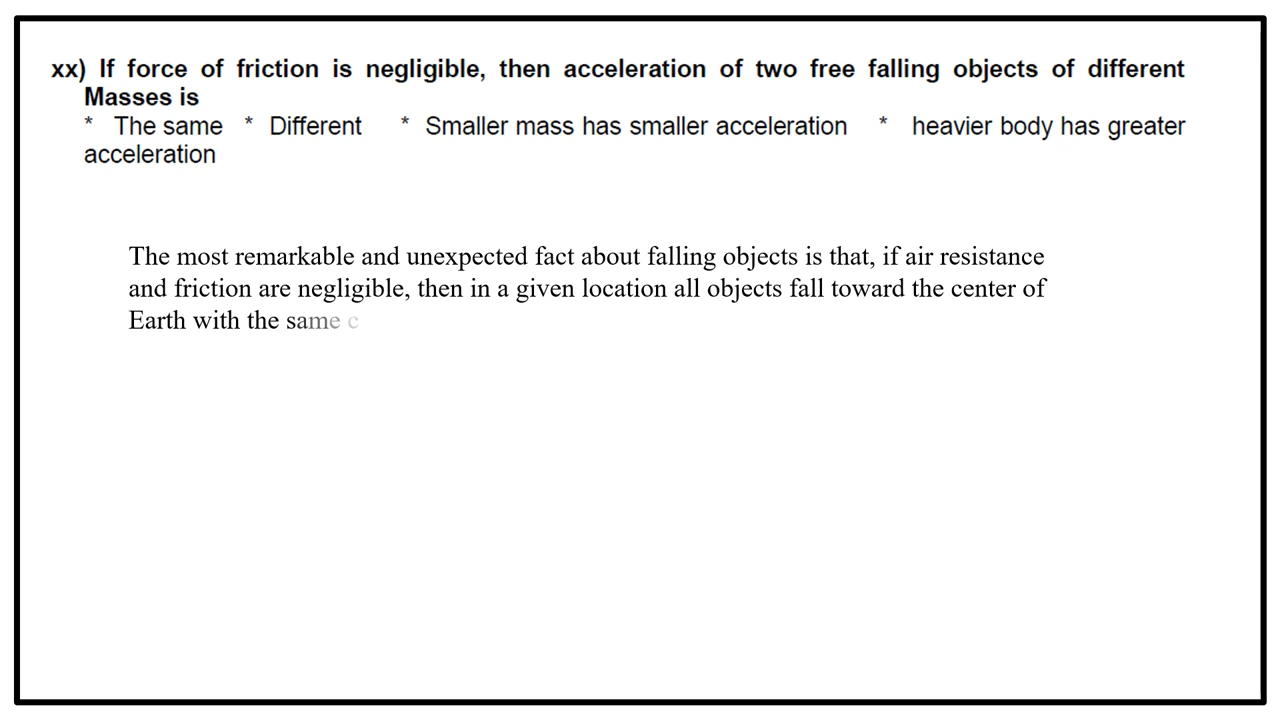 xx) If force of friction is negligible, then acceleration of two free falling objects of different
Masses is
* The same * Different * Smaller mass has smaller acceleration * heavier body has greater
acceleration
The most remarkable and unexpected fact about falling objects is that, if air resistance
and friction are negligible, then in a given location all objects fall toward the center of
Earth with the same c